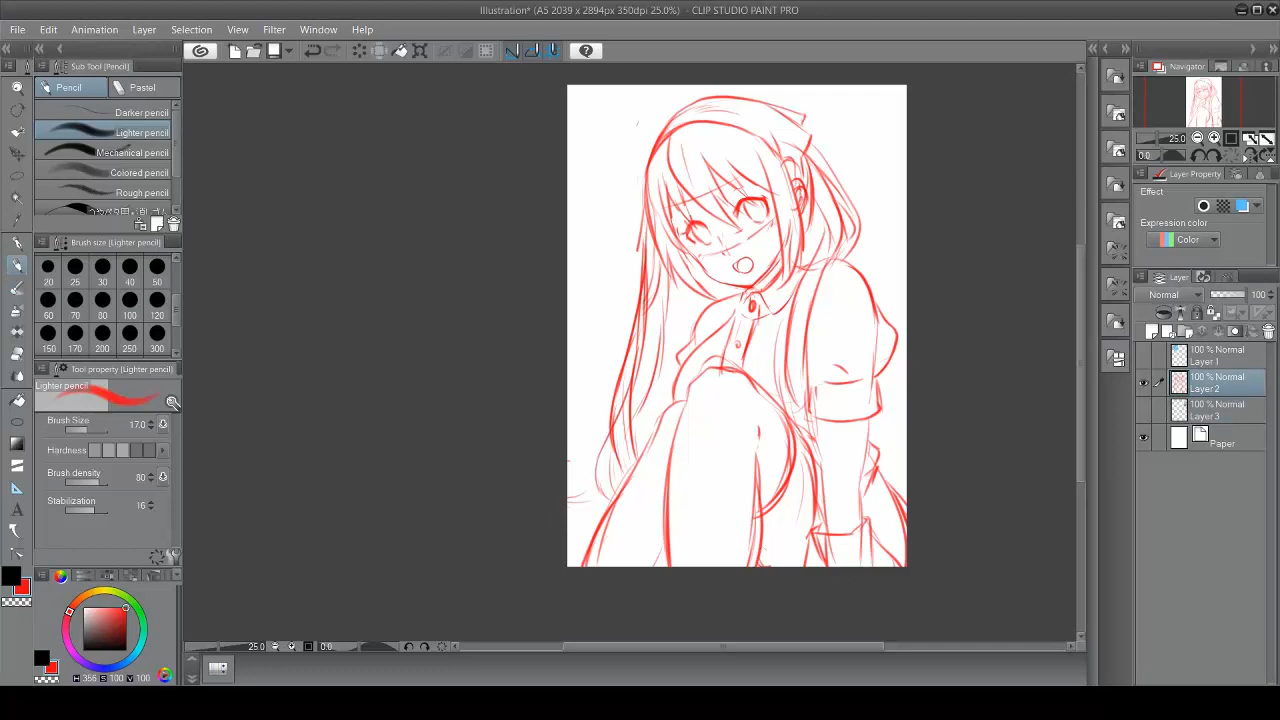 Illustration* (A5 2039 x 2894px 350dpi 25.0%) - CLIP STUDIO PAINT PRO
File Edit Animation Layer Selection View Filter Window Help
Sub Tool [Pencil]
Pencil Pastel
Darker pencil
Lighter pencil
Mechanical pencil
Colored pencil
Rough pencil
Brush size [Lighter pencil]
20 25 30 40 50
60 70 80 100 120
150 170 200 250 300
Tool property [Lighter pencil]
Lighter pencil
Brush Size 17.0
Hardness
Brush density 80
Stabilization 16
H 356 S 100 V 100
25.0 0.0
Navigator
25.0
0.0
Layer Property
Effect
Expression color
Color
Layer
Normal 100
100 % Normal
Layer 1
100 % Normal
Layer 2
100 % Normal
Layer 3
Paper